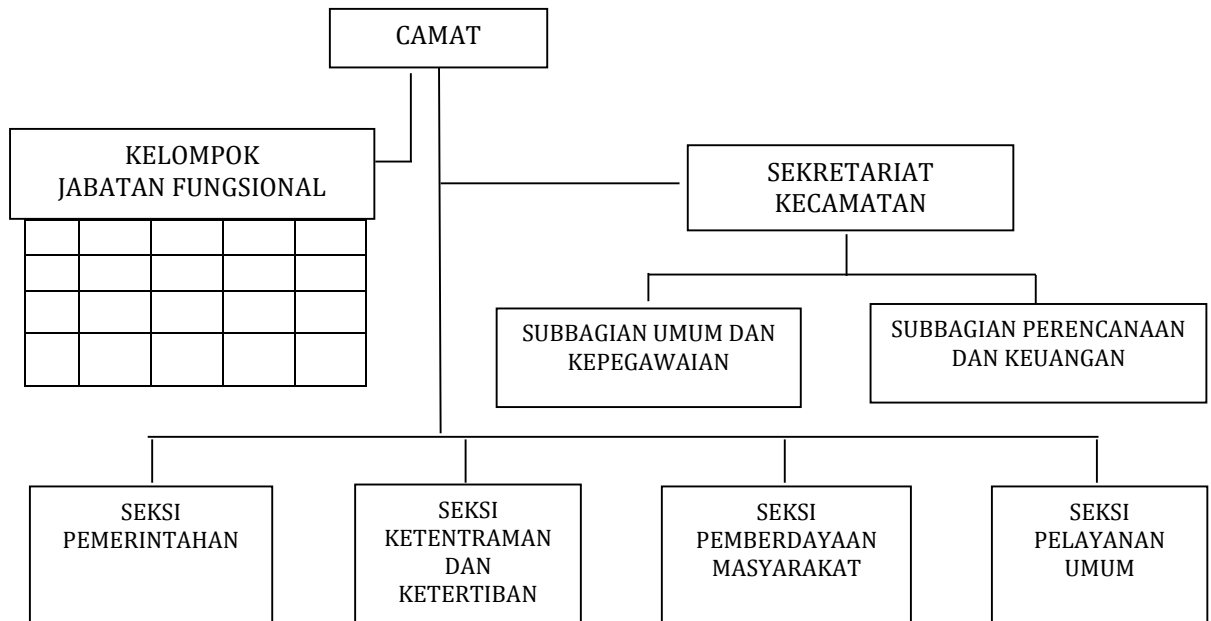 CAMAT
KELOMPOK
JABATAN FUNGSIONAL
SEKRETARIAT
KECAMATAN
SUBBAGIAN UMUM DAN
KEPEGAWAIAN
SUBBAGIAN PERENCANAAN
DAN KEUANGAN
SEKSI
PEMERINTAHAN
SEKSI
KETENTRAMAN
DAN
KETERTIBAN
SEKSI
PEMBERDAYAAN
MASYARAKAT
SEKSI
PELAYANAN
UMUM